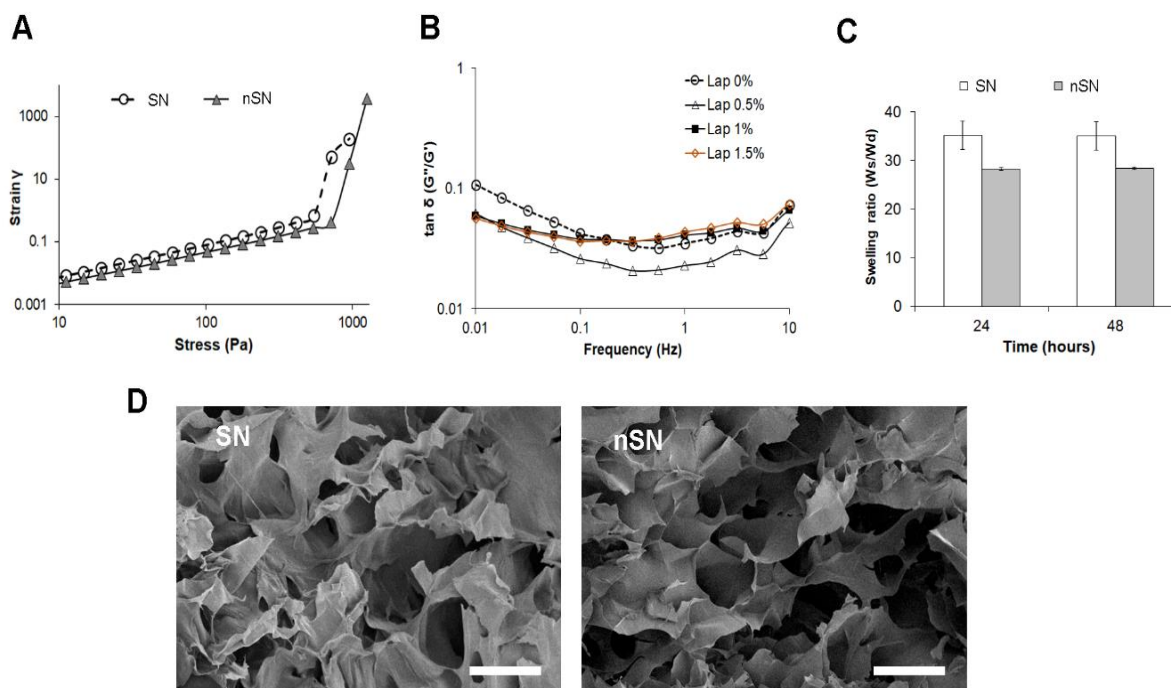 A
SN
nSN
Strain γ
1000
10
0.1
0.001
10
100
1000
Stress (Pa)
B
Lap 0%
Lap 0.5%
Lap 1%
Lap 1.5%
tan δ (G''/G')
1
0.1
0.01
0.01
0.1
1
10
Frequency (Hz)
C
SN
nSN
Swelling ratio (Ws/Wd)
50
40
30
20
10
0
24
48
Time (hours)
D
SN
nSN